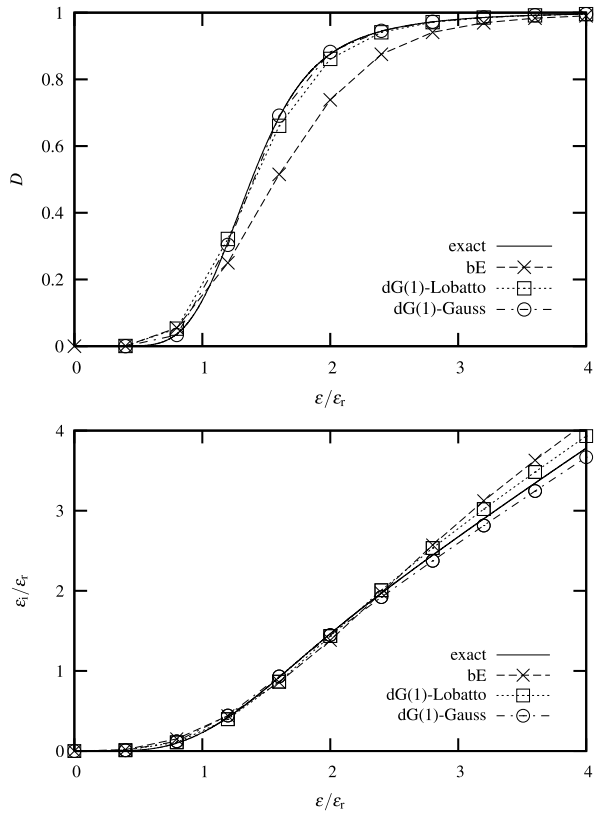 1
0.8
0.6
D
0.4
0.2
0
exact
bE
dG(1)-Lobatto
dG(1)-Gauss
0 1 2 3 4
ε/εr
4
3
εi/εr
2
1
0
exact
bE
dG(1)-Lobatto
dG(1)-Gauss
0 1 2 3 4
ε/εr